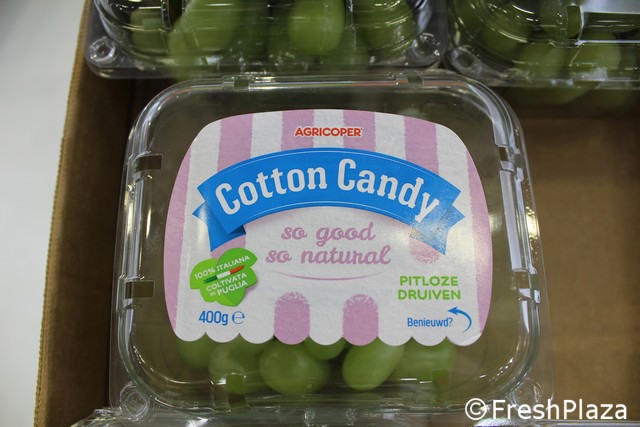 AGRICOPER
Cotton Candy
so good
so natural
100% ITALIANA
COLTIVATA
IN
PUGLIA
PITLOZE
DRUIVEN
400g ℮
Benieuwd?
©FreshPlaza